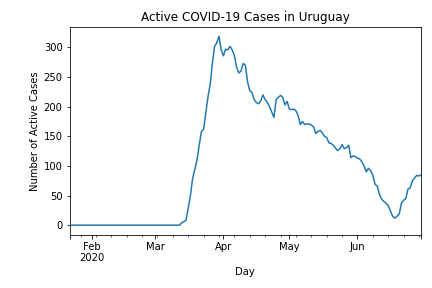 Active COVID-19 Cases in Uruguay
Number of Active Cases
300
250
200
150
100
50
0
Feb Mar Apr May Jun
2020
Day